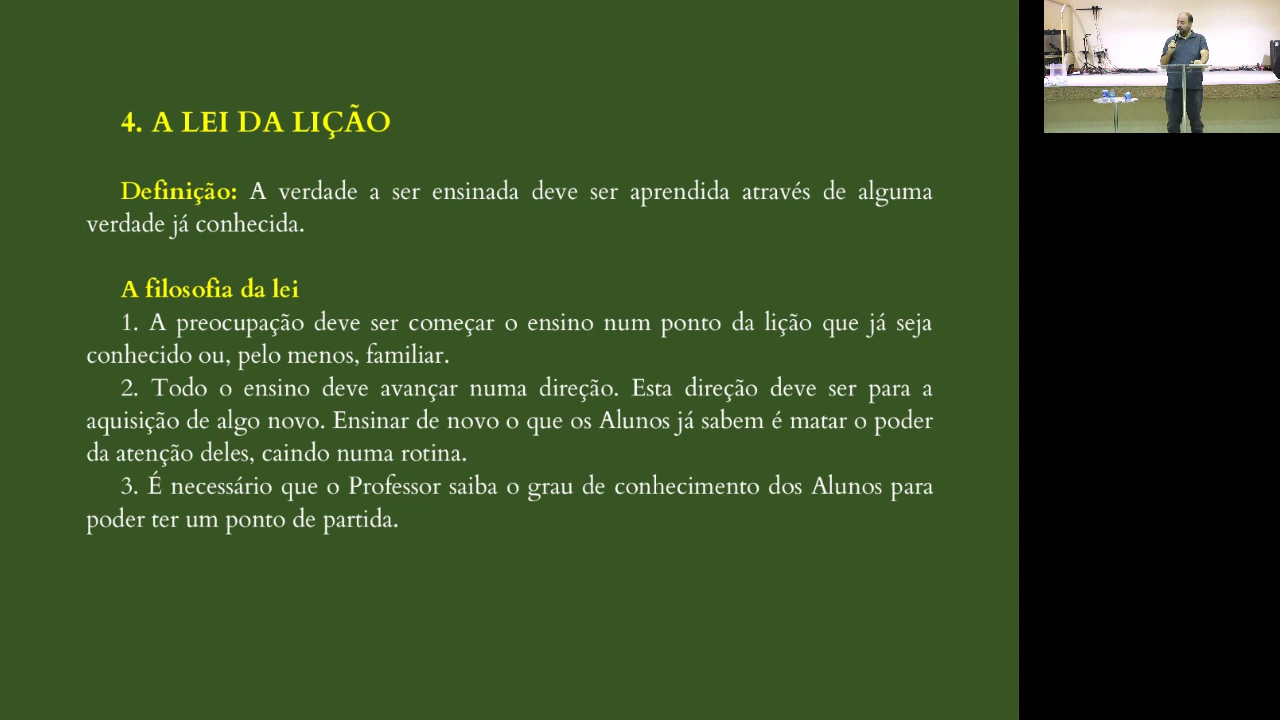 4. A LEI DA LIÇÃO
Definição: A verdade a ser ensinada deve ser aprendida através de alguma
verdade já conhecida.
A filosofia da lei
1. A preocupação deve ser começar o ensino num ponto da lição que já seja
conhecido ou, pelo menos, familiar.
2. Todo o ensino deve avançar numa direção. Esta direção deve ser para a
aquisição de algo novo. Ensinar de novo o que os Alunos já sabem é matar o poder
da atenção deles, caindo numa rotina.
3. É necessário que o Professor saiba o grau de conhecimento dos Alunos para
poder ter um ponto de partida.